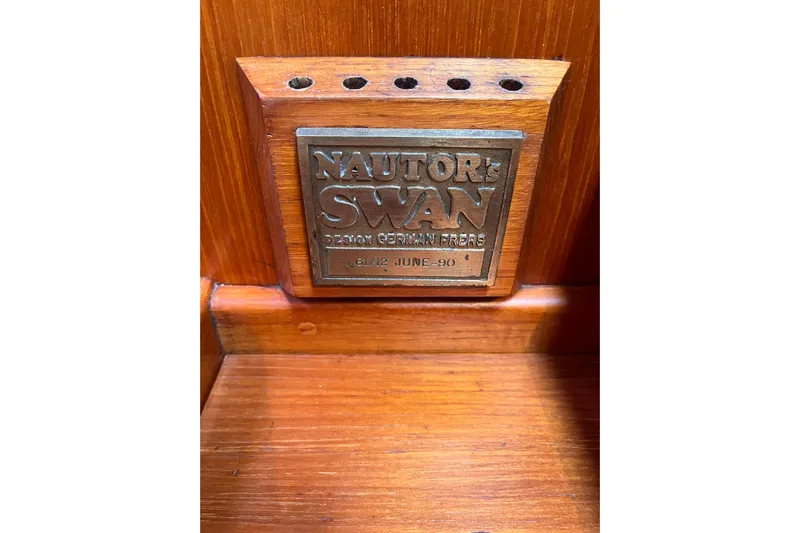 NAUTOR's
SWAN
DESIGN GERMAN FRERS
61/12 JUNE-90